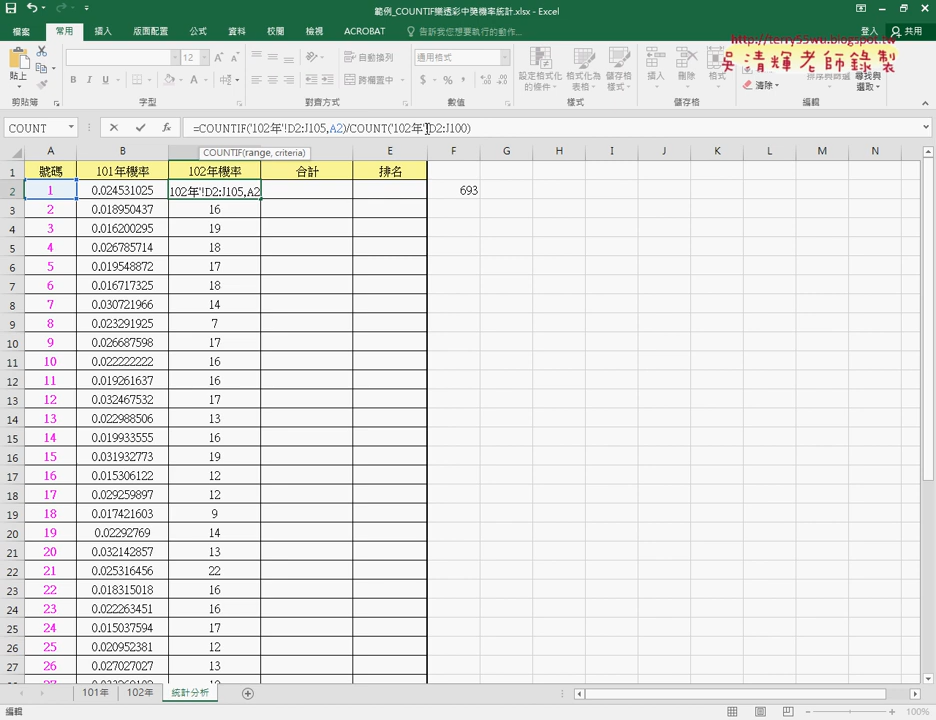 範例_COUNTIF樂透彩中獎機率統計.xlsx - Excel
檔案 常用 插入 版面配置 公式 資料 校閱 檢視 ACROBAT 告訴我您想要執行的動作... 登入 共用
http://terry55wu.blogspot.tw
吳清輝老師錄製
貼上 12 自動換列 通用格式 設定格式化的條件 格式化為表格 儲存格樣式 插入 刪除 格式
B I U A 跨欄置中 $ % 清除 尋找與選取
剪貼簿 字型 對齊方式 數值 樣式 儲存格 編輯
COUNT fx =COUNTIF('102年'!D2:J105,A2)/COUNT('102年'!D2:J100)
COUNTIF(range, criteria)
A B E F G H I J K L M N
1 號碼 101年機率 102年機率 合計 排名
2 1 0.024531025 102年'!D2:J105,A2 693
3 2 0.018950437 16
4 3 0.016200295 19
5 4 0.026785714 18
6 5 0.019548872 17
7 6 0.016717325 18
8 7 0.030721966 14
9 8 0.023291925 7
10 9 0.026687598 17
11 10 0.022222222 16
12 11 0.019261637 16
13 12 0.032467532 17
14 13 0.022988506 13
15 14 0.019933555 16
16 15 0.031932773 19
17 16 0.015306122 12
18 17 0.029259897 12
19 18 0.017421603 9
20 19 0.02292769 14
21 20 0.032142857 13
22 21 0.025316456 22
23 22 0.018315018 16
24 23 0.022263451 16
25 24 0.015037594 17
26 25 0.020952381 12
27 26 0.027027027 13
101年 102年 統計分析
編輯 100%